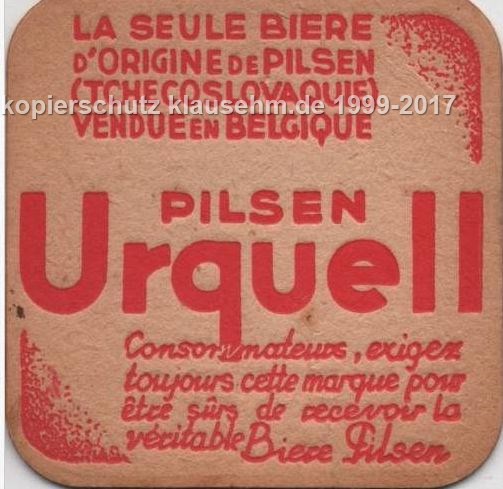 LA SEULE BIERE
D'ORIGINE DE PILSEN
(TCHECOSLOVAQUIE)
kopierschutz klausehm.de 1999-2017
VENDUE EN BELGIQUE
PILSEN
Urquell
Consommateurs, exigez
toujours cette marque pour
être sûrs de recevoir la
véritable Biere Pilsen